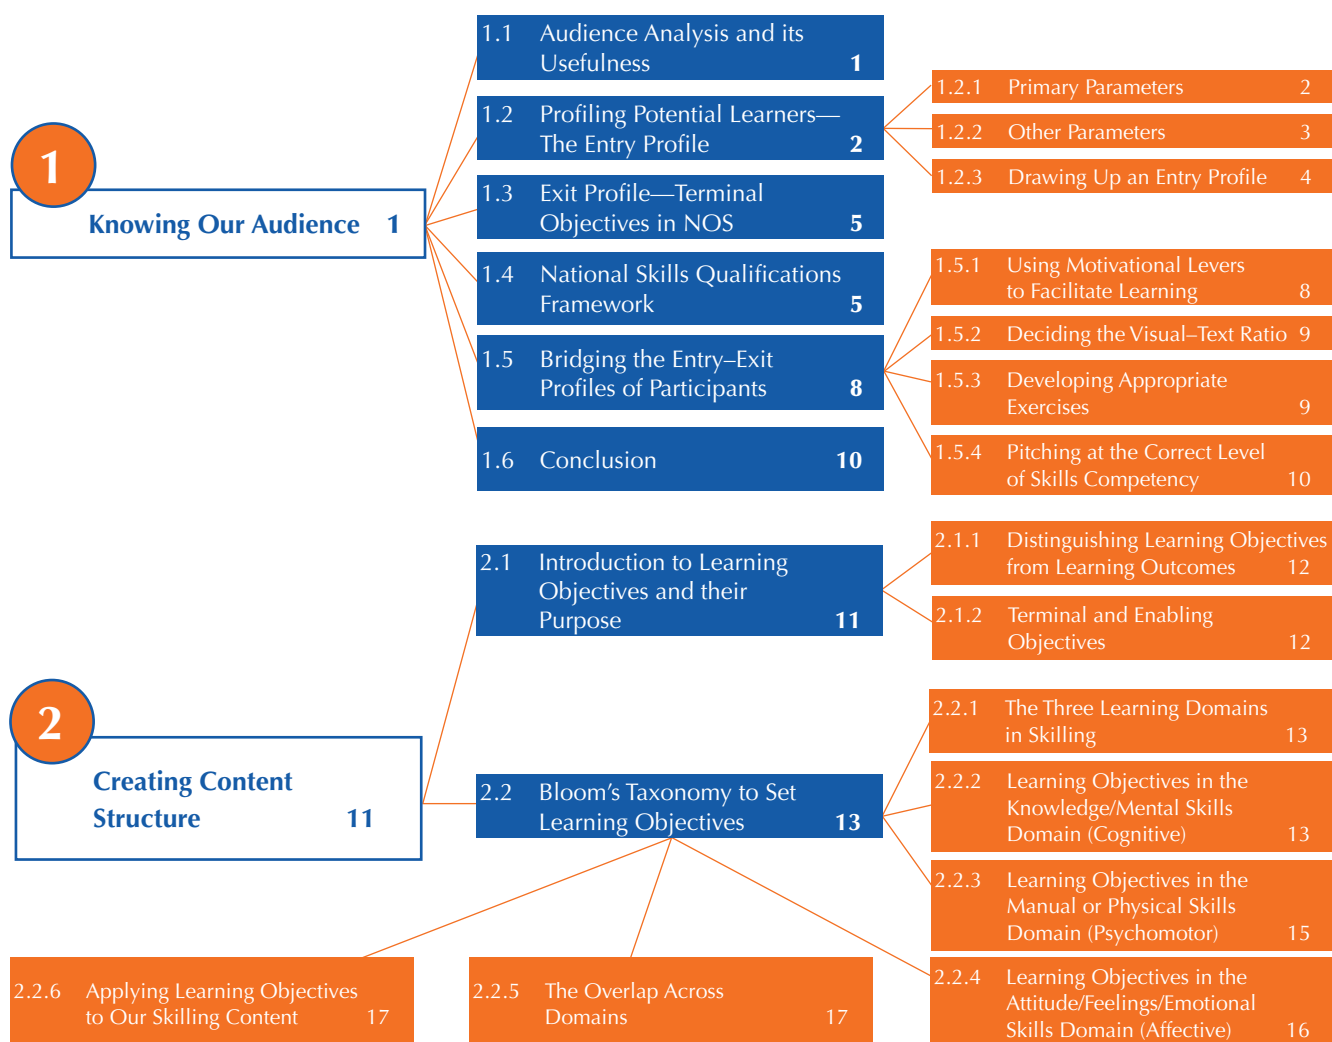 1
Knowing Our Audience 1
1.1 Audience Analysis and its
Usefulness 1
1.2 Profiling Potential Learners—
The Entry Profile 2
1.2.1 Primary Parameters 2
1.2.2 Other Parameters 3
1.2.3 Drawing Up an Entry Profile 4
1.3 Exit Profile—Terminal
Objectives in NOS 5
1.4 National Skills Qualifications
Framework 5
1.5 Bridging the Entry–Exit
Profiles of Participants 8
1.5.1 Using Motivational Levers
to Facilitate Learning 8
1.5.2 Deciding the Visual–Text Ratio 9
1.5.3 Developing Appropriate
Exercises 9
1.5.4 Pitching at the Correct Level
of Skills Competency 10
1.6 Conclusion 10
2
Creating Content
Structure 11
2.1 Introduction to Learning
Objectives and their
Purpose 11
2.1.1 Distinguishing Learning Objectives
from Learning Outcomes 12
2.1.2 Terminal and Enabling
Objectives 12
2.2 Bloom's Taxonomy to Set
Learning Objectives 13
2.2.1 The Three Learning Domains
in Skilling 13
2.2.2 Learning Objectives in the
Knowledge/Mental Skills
Domain (Cognitive) 13
2.2.3 Learning Objectives in the
Manual or Physical Skills
Domain (Psychomotor) 15
2.2.4 Learning Objectives in the
Attitude/Feelings/Emotional
Skills Domain (Affective) 16
2.2.5 The Overlap Across
Domains 17
2.2.6 Applying Learning Objectives
to Our Skilling Content 17